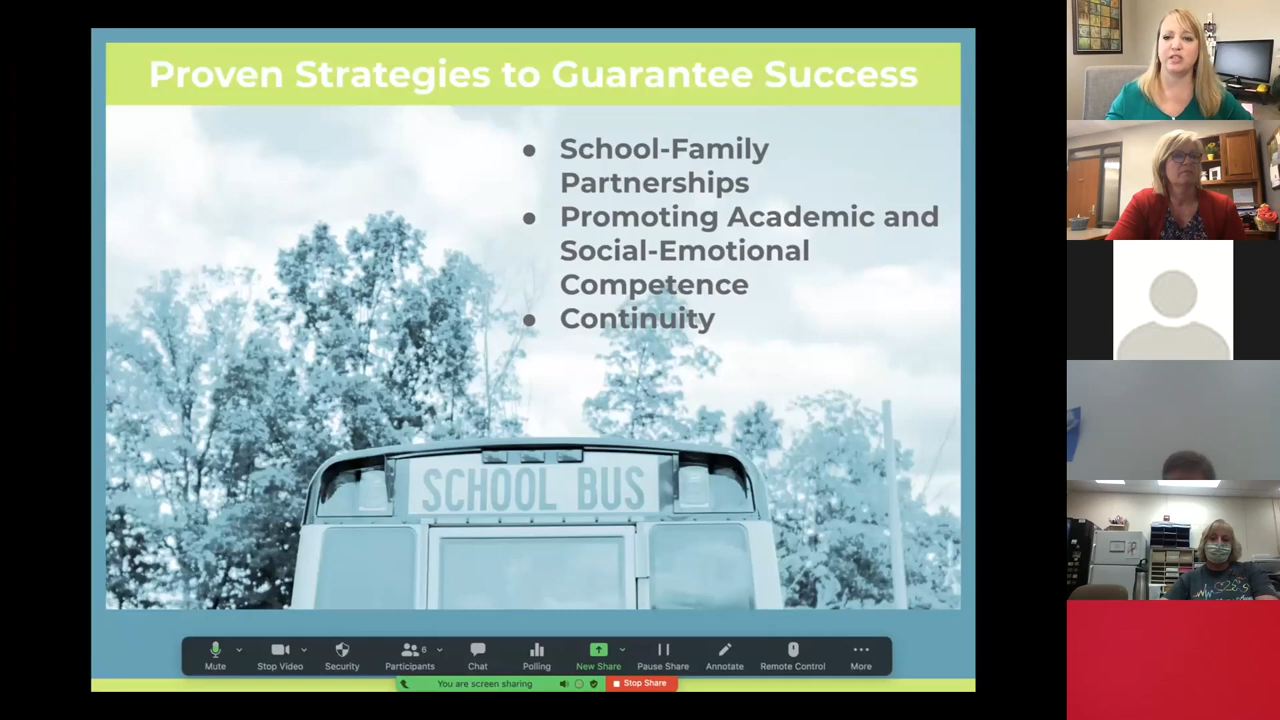 Proven Strategies to Guarantee Success
● School-Family
Partnerships
● Promoting Academic and
Social-Emotional
Competence
● Continuity
SCHOOL BUS
Mute
Stop Video
Security
6
Participants
Chat
Polling
New Share
Pause Share
Annotate
Remote Control
More
You are screen sharing
Stop Share